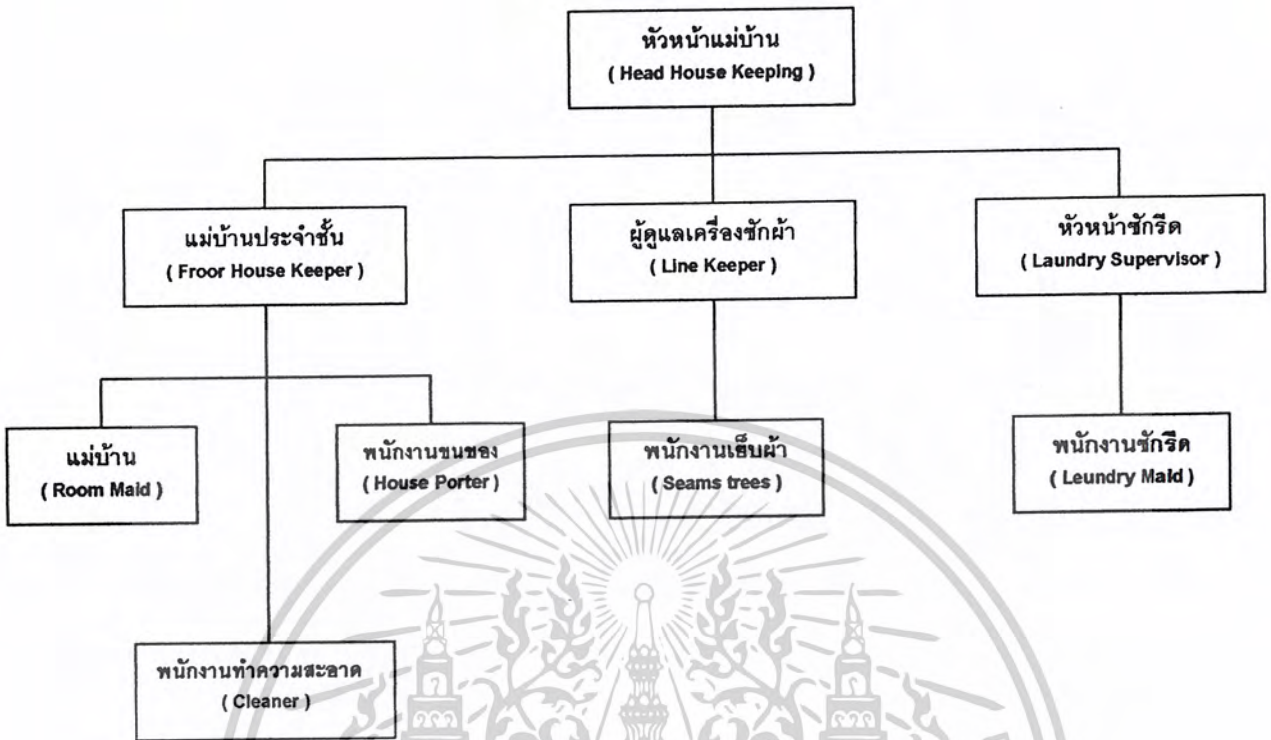 หัวหน้าแม่บ้าน
( Head House Keeping )
แม่บ้านประจำชั้น
( Froor House Keeper )
ผู้ดูแลเครื่องซักผ้า
( Line Keeper )
หัวหน้าซักรีด
( Laundry Supervisor )
แม่บ้าน
( Room Maid )
พนักงานขนของ
( House Porter )
พนักงานเย็บผ้า
( Seams trees )
พนักงานซักรีด
( Leundry Maid )
พนักงานทำความสะอาด
( Cleaner )